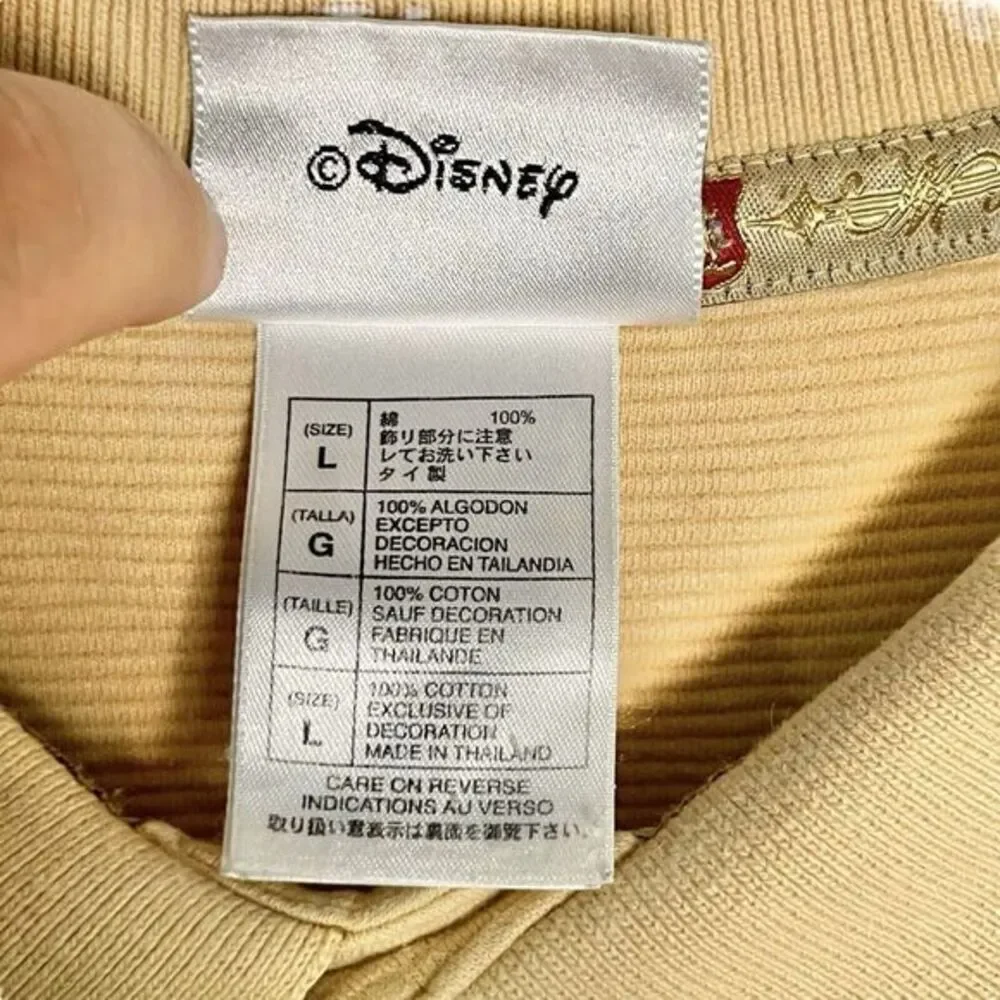 ©Disney
(SIZE)
L
綿 100%
飾り部分に注意
レてお洗い下さい
タイ製
(TALLA)
G
100% ALGODON
EXCEPTO
DECORACION
HECHO EN TAILANDIA
(TAILLE)
G
100% COTON
SAUF DECORATION
FABRIQUE EN
THAILANDE
(SIZE)
L
100% COTTON
EXCLUSIVE OF
DECORATION
MADE IN THAILAND
CARE ON REVERSE
INDICATIONS AU VERSO
取り扱い意表示は裏面を御覧下さい.